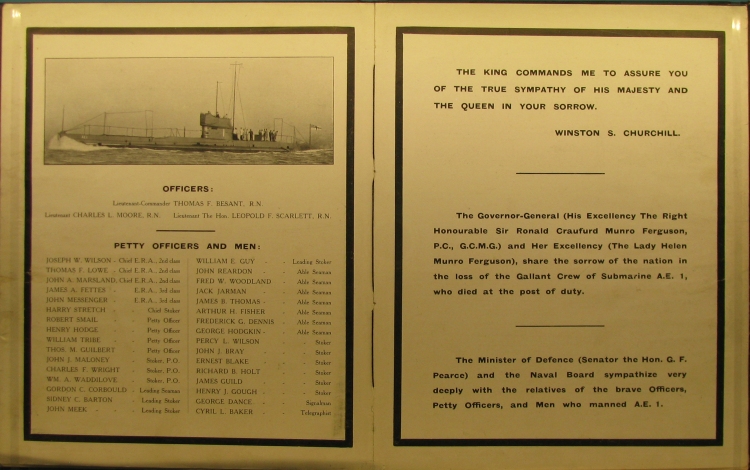 OFFICERS:
Lieutenant-Commander THOMAS F. BESANT, R.N.
Lieutenant CHARLES L. MOORE, R.N. Lieutenant The Hon. LEOPOLD F. SCARLETT, R.N.
PETTY OFFICERS AND MEN:
JOSEPH W. WILSON - Chief E.R.A., 2nd class
THOMAS F. LOWE - Chief E.R.A., 2nd class
JOHN A. MARSLAND, Chief E.R.A., 2nd class
JAMES A. FETTES - E.R.A., 3rd class
JOHN MESSENGER - E.R.A., 3rd class
HARRY STRETCH - - Chief Stoker
ROBERT SMAIL - - Petty Officer
HENRY HODGE - - Petty Officer
WILLIAM TRIBE - - Petty Officer
THOS. M. GUILBERT - Petty Officer
JOHN J. MALONEY - Stoker, P.O.
CHARLES F. WRIGHT - Stoker, P.O.
WM. A. WADDILOVE - Stoker, P.O.
GORDON C. CORBOULD - Leading Seaman
SIDNEY C. BARTON - Leading Stoker
JOHN MEEK - - Leading Stoker
WILLIAM E. GUY - - Leading Stoker
JOHN REARDON - - Able Seaman
FRED W. WOODLAND - Able Seaman
JACK JARMAN - - Able Seaman
JAMES B. THOMAS - - Able Seaman
ARTHUR H. FISHER - Able Seaman
FREDERICK G. DENNIS - Able Seaman
GEORGE HODGKIN - - Able Seaman
PERCY L. WILSON - - Stoker
JOHN J. BRAY - - Stoker
ERNEST BLAKE - - Stoker
RICHARD B. HOLT - - Stoker
JAMES GUILD - - Stoker
HENRY J. GOUGH - - Stoker
GEORGE DANCE - - Signalman
CYRIL L. BAKER - - Telegraphist
THE KING COMMANDS ME TO ASSURE YOU
OF THE TRUE SYMPATHY OF HIS MAJESTY AND
THE QUEEN IN YOUR SORROW.
WINSTON S. CHURCHILL.
The Governor-General (His Excellency The Right
Honourable Sir Ronald Craufurd Munro Ferguson,
P.C., G.C.M.G.) and Her Excellency (The Lady Helen
Munro Ferguson), share the sorrow of the nation in
the loss of the Gallant Crew of Submarine A.E. 1,
who died at the post of duty.
The Minister of Defence (Senator the Hon. G. F.
Pearce) and the Naval Board sympathize very
deeply with the relatives of the brave Officers,
Petty Officers, and Men who manned A.E. 1.